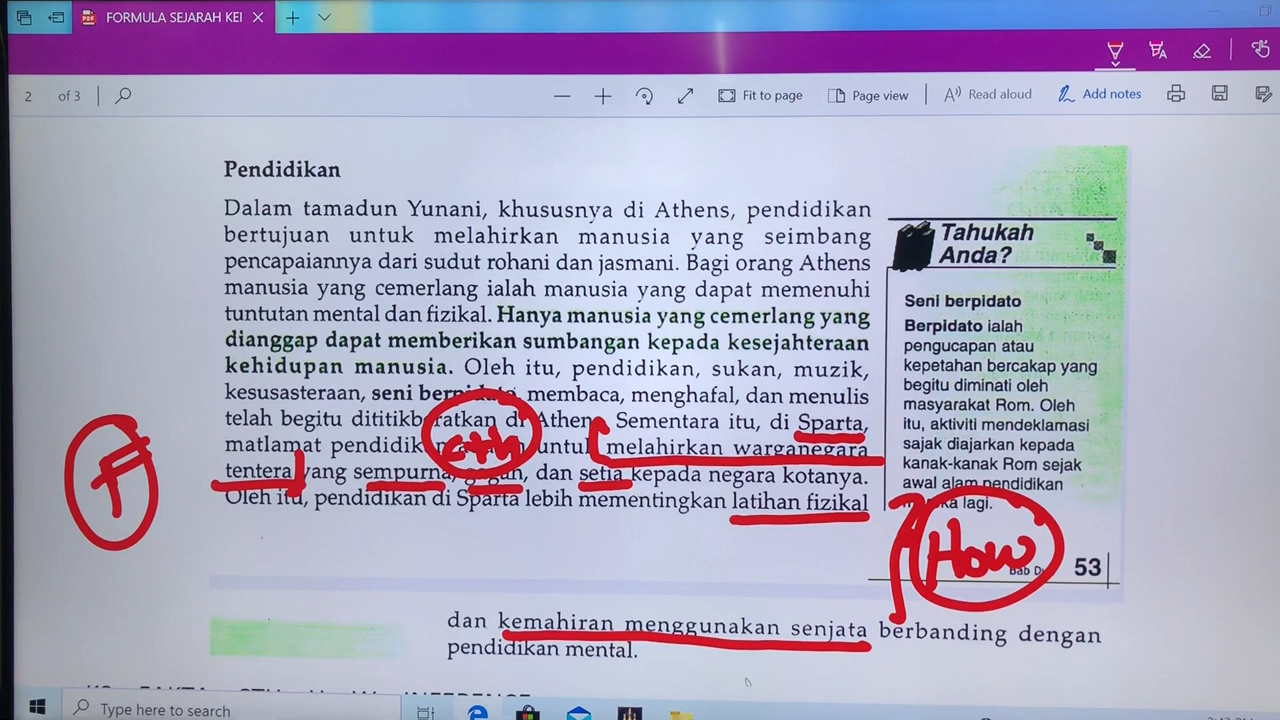 FORMULA SEJARAH KEI
2 of 3
Fit to page
Page view
Read aloud
Add notes
Pendidikan
Dalam tamadun Yunani, khususnya di Athens, pendidikan
bertujuan untuk melahirkan manusia yang seimbang
pencapaiannya dari sudut rohani dan jasmani. Bagi orang Athens
manusia yang cemerlang ialah manusia yang dapat memenuhi
tuntutan mental dan fizikal. Hanya manusia yang cemerlang yang
dianggap dapat memberikan sumbangan kepada kesejahteraan
kehidupan manusia. Oleh itu, pendidikan, sukan, muzik,
kesusasteraan, seni berpidato, membaca, menghafal, dan menulis
telah begitu dititikberatkan di Athens. Sementara itu, di Sparta,
matlamat pendidikan untuk melahirkan warganegara
tentera yang sempurna, gagah, dan setia kepada negara kotanya.
Oleh itu, pendidikan di Sparta lebih mementingkan latihan fizikal
F
Tahukah
Anda?
Seni berpidato
Berpidato ialah
pengucapan atau
kepetahan bercakap yang
begitu diminati oleh
masyarakat Rom. Oleh
itu, aktiviti mendeklamasi
sajak diajarkan kepada
kanak-kanak Rom sejak
awal alam pendidikan
lagi.
How
Bab 53
dan kemahiran menggunakan senjata berbanding dengan
pendidikan mental.
Type here to search